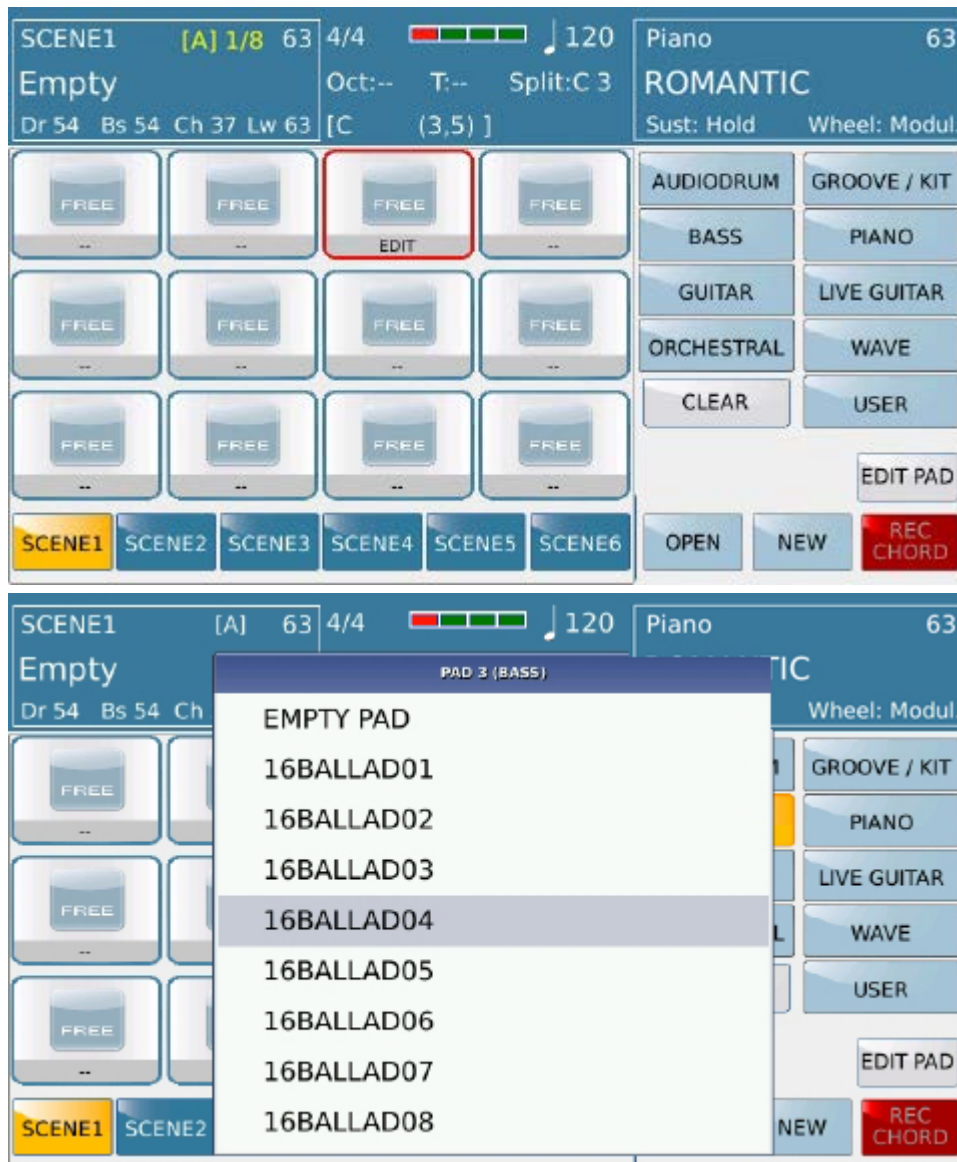 SCENE1 [A] 1/8 63 4/4 120 Piano 63
Empty Oct:-- T:-- Split:C 3 ROMANTIC
Dr 54 Bs 54 Ch 37 Lw 63 [C (3,5) ] Sust: Hold Wheel: Modul.
FREE FREE FREE FREE AUDIODRUM GROOVE / KIT
-- -- EDIT -- BASS PIANO
FREE FREE FREE FREE GUITAR LIVE GUITAR
-- -- -- -- ORCHESTRAL WAVE
FREE FREE FREE FREE CLEAR USER
-- -- -- -- EDIT PAD
SCENE1 SCENE2 SCENE3 SCENE4 SCENE5 SCENE6 OPEN NEW REC CHORD
SCENE1 [A] 63 4/4 120 Piano 63
Empty PAD 3 (BASS) TIC
Dr 54 Bs 54 Ch EMPTY PAD Wheel: Modul.
FREE 16BALLAD01 GROOVE / KIT
-- 16BALLAD02 PIANO
16BALLAD03 LIVE GUITAR
FREE 16BALLAD04 L WAVE
-- 16BALLAD05 USER
FREE 16BALLAD06
-- 16BALLAD07 EDIT PAD
SCENE1 SCENE2 16BALLAD08 NEW REC CHORD